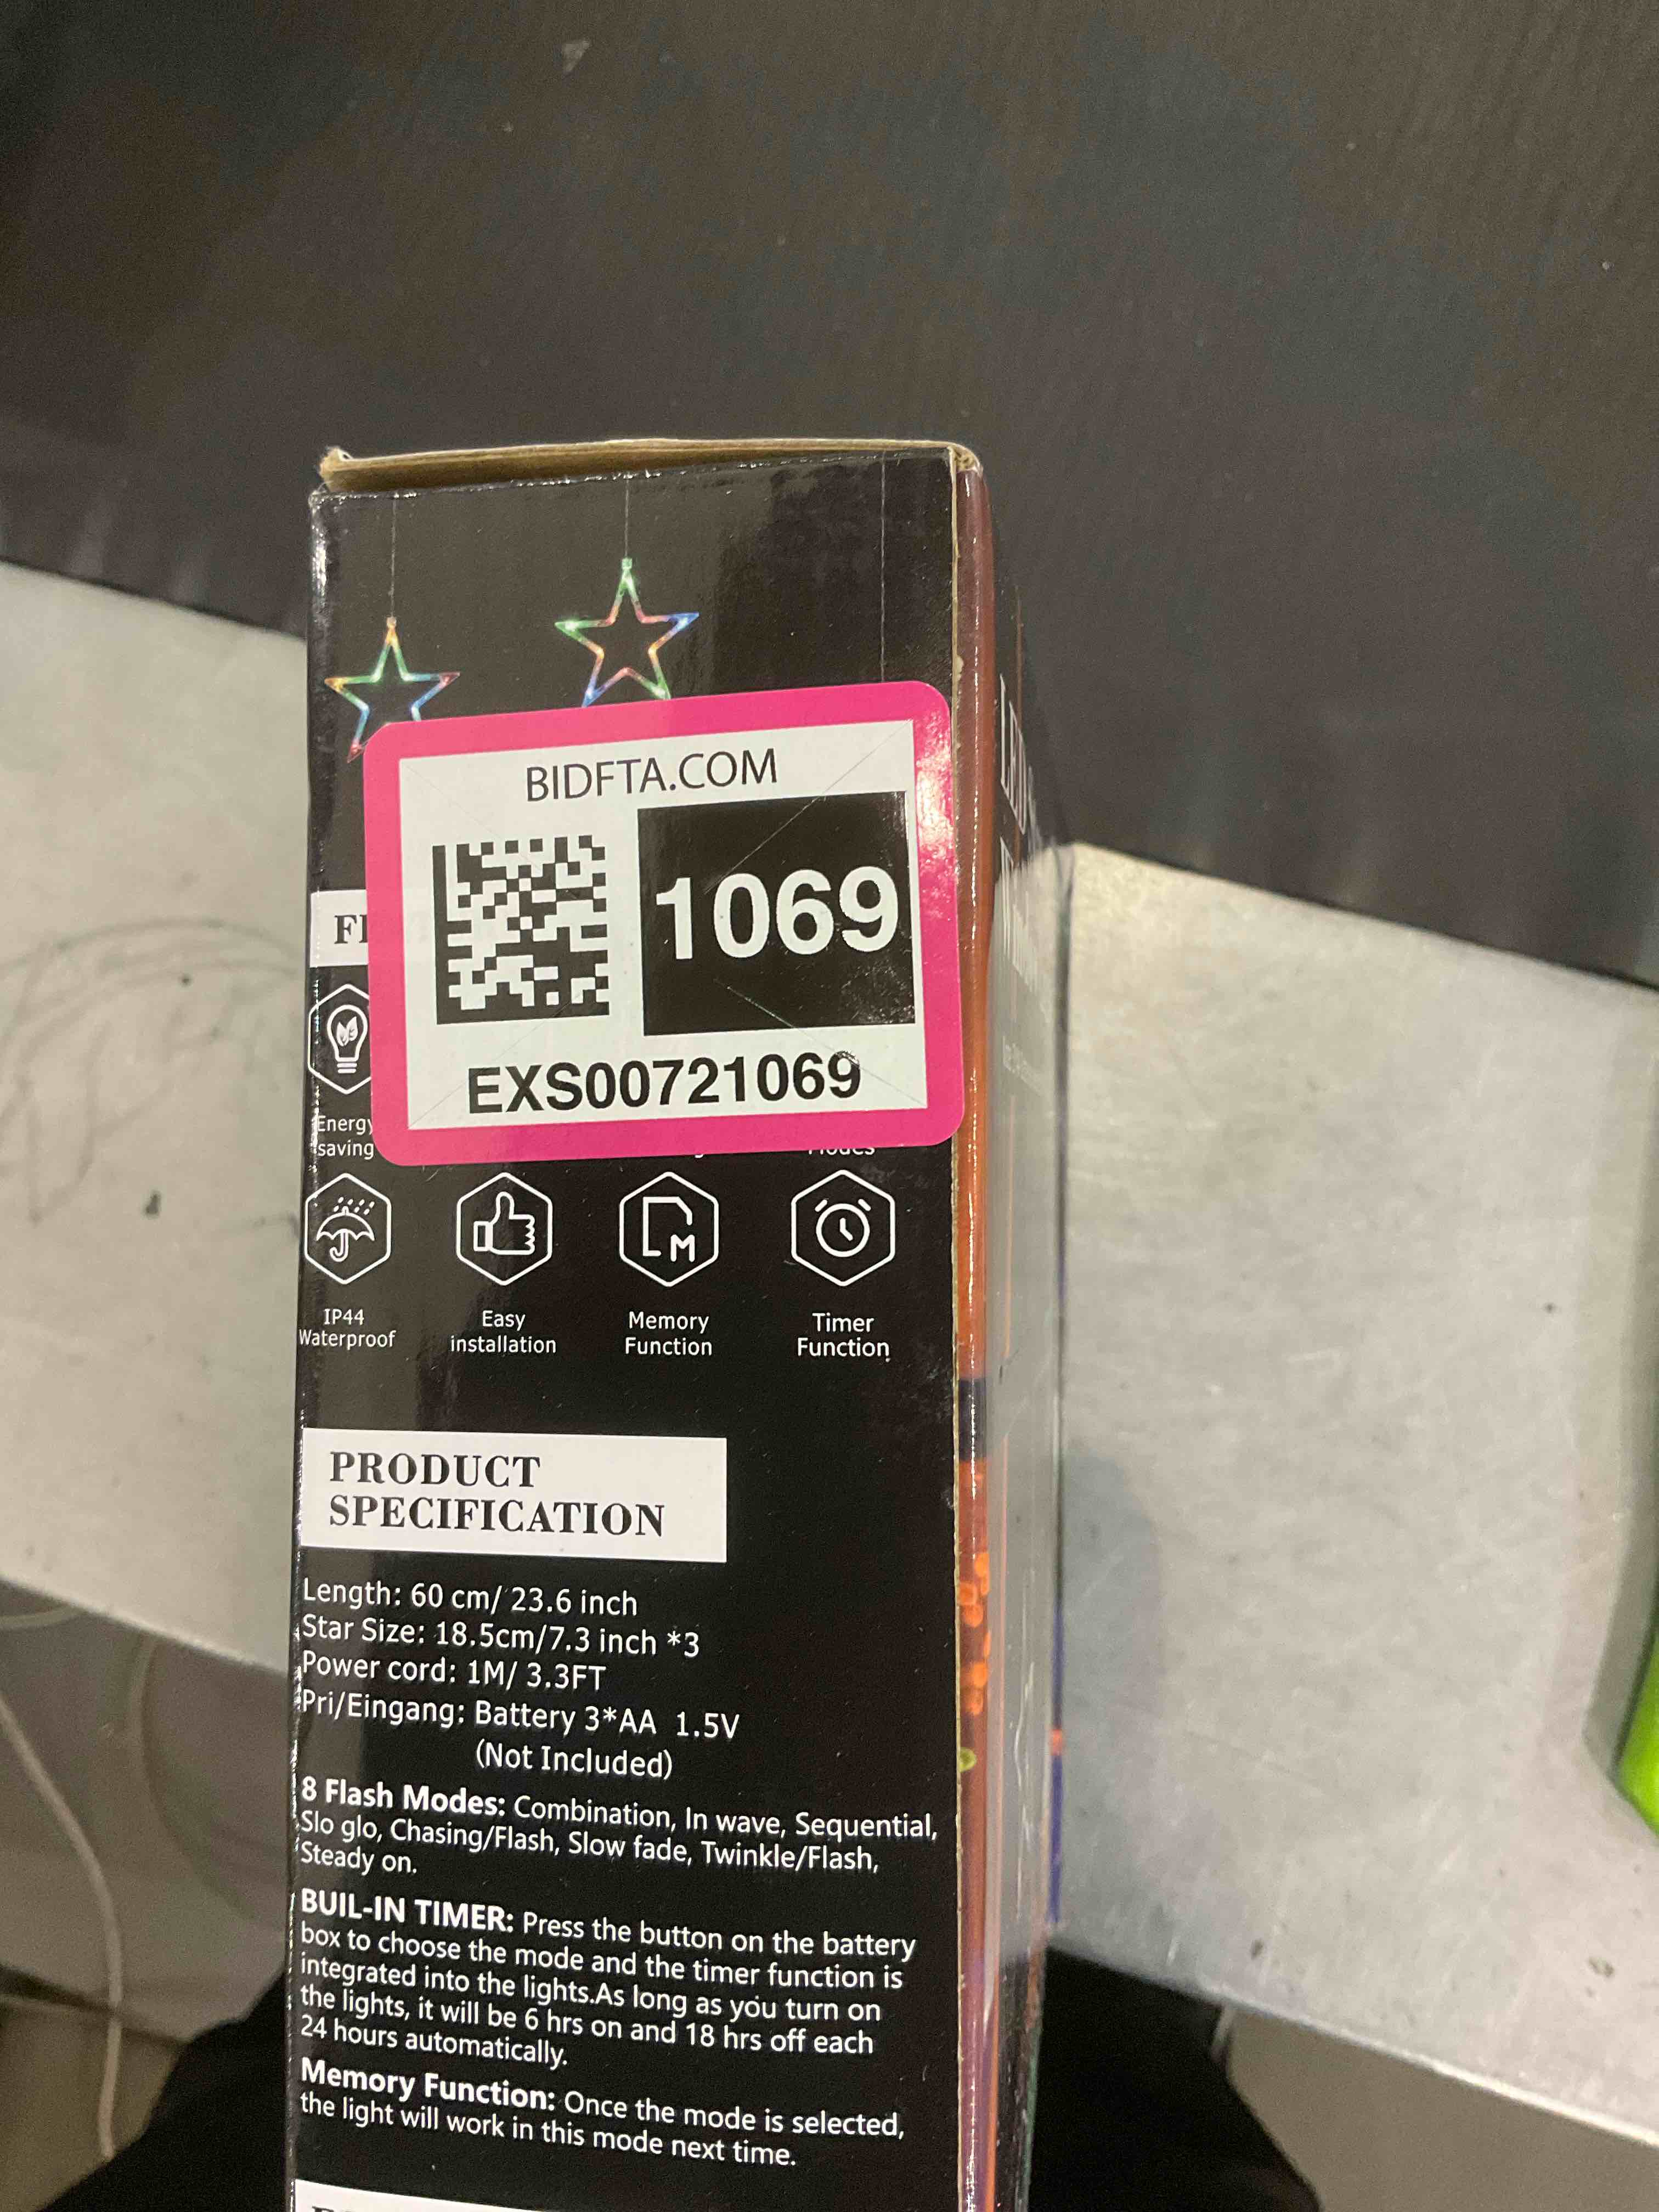 BIDFTA.COM
1069
EXS00721069
Energy
saving
IP44
Waterproof
Easy
installation
Memory
Function
Timer
Function
PRODUCT
SPECIFICATION
Length: 60 cm/ 23.6 inch
Star Size: 18.5cm/7.3 inch *3
Power cord: 1M/ 3.3FT
Pri/Eingang: Battery 3*AA 1.5V
(Not Included)
8 Flash Modes: Combination, In wave, Sequential,
Slo glo, Chasing/Flash, Slow fade, Twinkle/Flash,
Steady on.
BUIL-IN TIMER: Press the button on the battery
box to choose the mode and the timer function is
integrated into the lights.As long as you turn on
the lights, it will be 6 hrs on and 18 hrs off each
24 hours automatically.
Memory Function: Once the mode is selected,
the light will work in this mode next time.